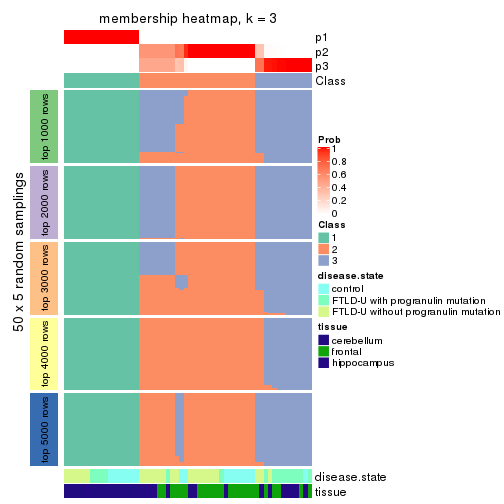 membership heatmap, k = 3
p1
p2
p3
Class
50 x 5 random samplings
top 1000 rows
top 2000 rows
top 3000 rows
top 4000 rows
top 5000 rows
Prob
1
0.8
0.6
0.4
0.2
0
Class
1
2
3
disease.state
control
FTLD-U with progranulin mutation
FTLD-U without progranulin mutation
tissue
cerebellum
frontal
hippocampus
disease.state
tissue